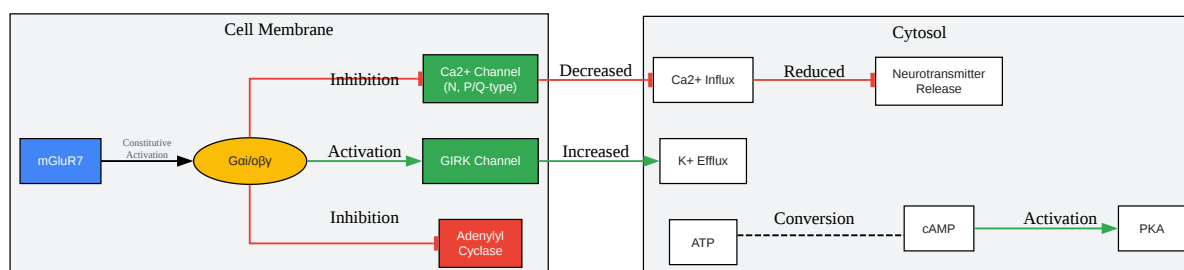 Cell Membrane
Cytosol
Inhibition
Ca2+ Channel
(N, P/Q-type)
Decreased
Ca2+ Influx
Reduced
Neurotransmitter
Release
mGluR7
Constitutive
Activation
Gαi/oβγ
Activation
GIRK Channel
Increased
K+ Efflux
Inhibition
Adenylyl
Cyclase
ATP
Conversion
cAMP
Activation
PKA